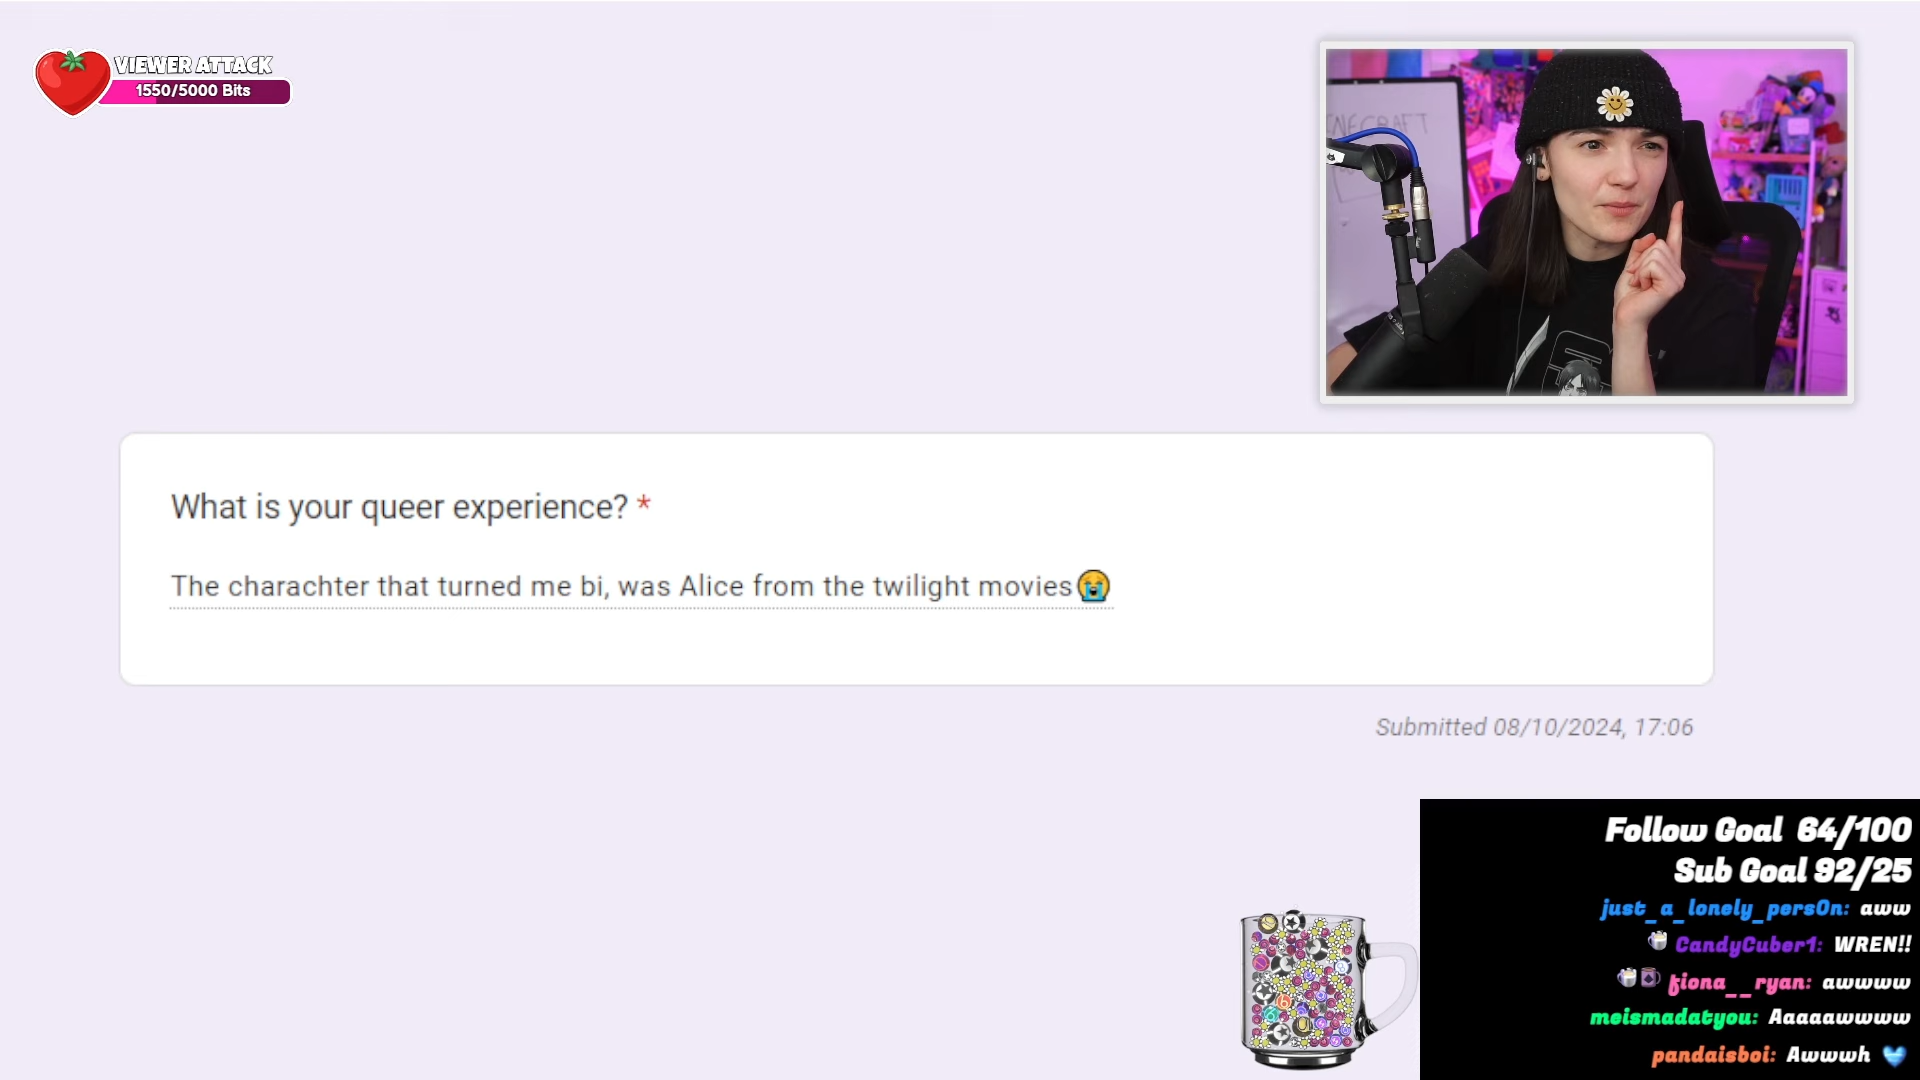 VIEWER ATTACK
1550/5000 Bits
What is your queer experience? *
The charachter that turned me bi, was Alice from the twilight movies😭
Submitted 08/10/2024, 17:06
Follow Goal 64/100
Sub Goal 92/25
just_a_lonely_pers0n: aww
CandyCuber1: WREN!!
fiona__ryan: awwww
meismadatyou: Aaaaawwww
pandaisboi: Awwwh 💙